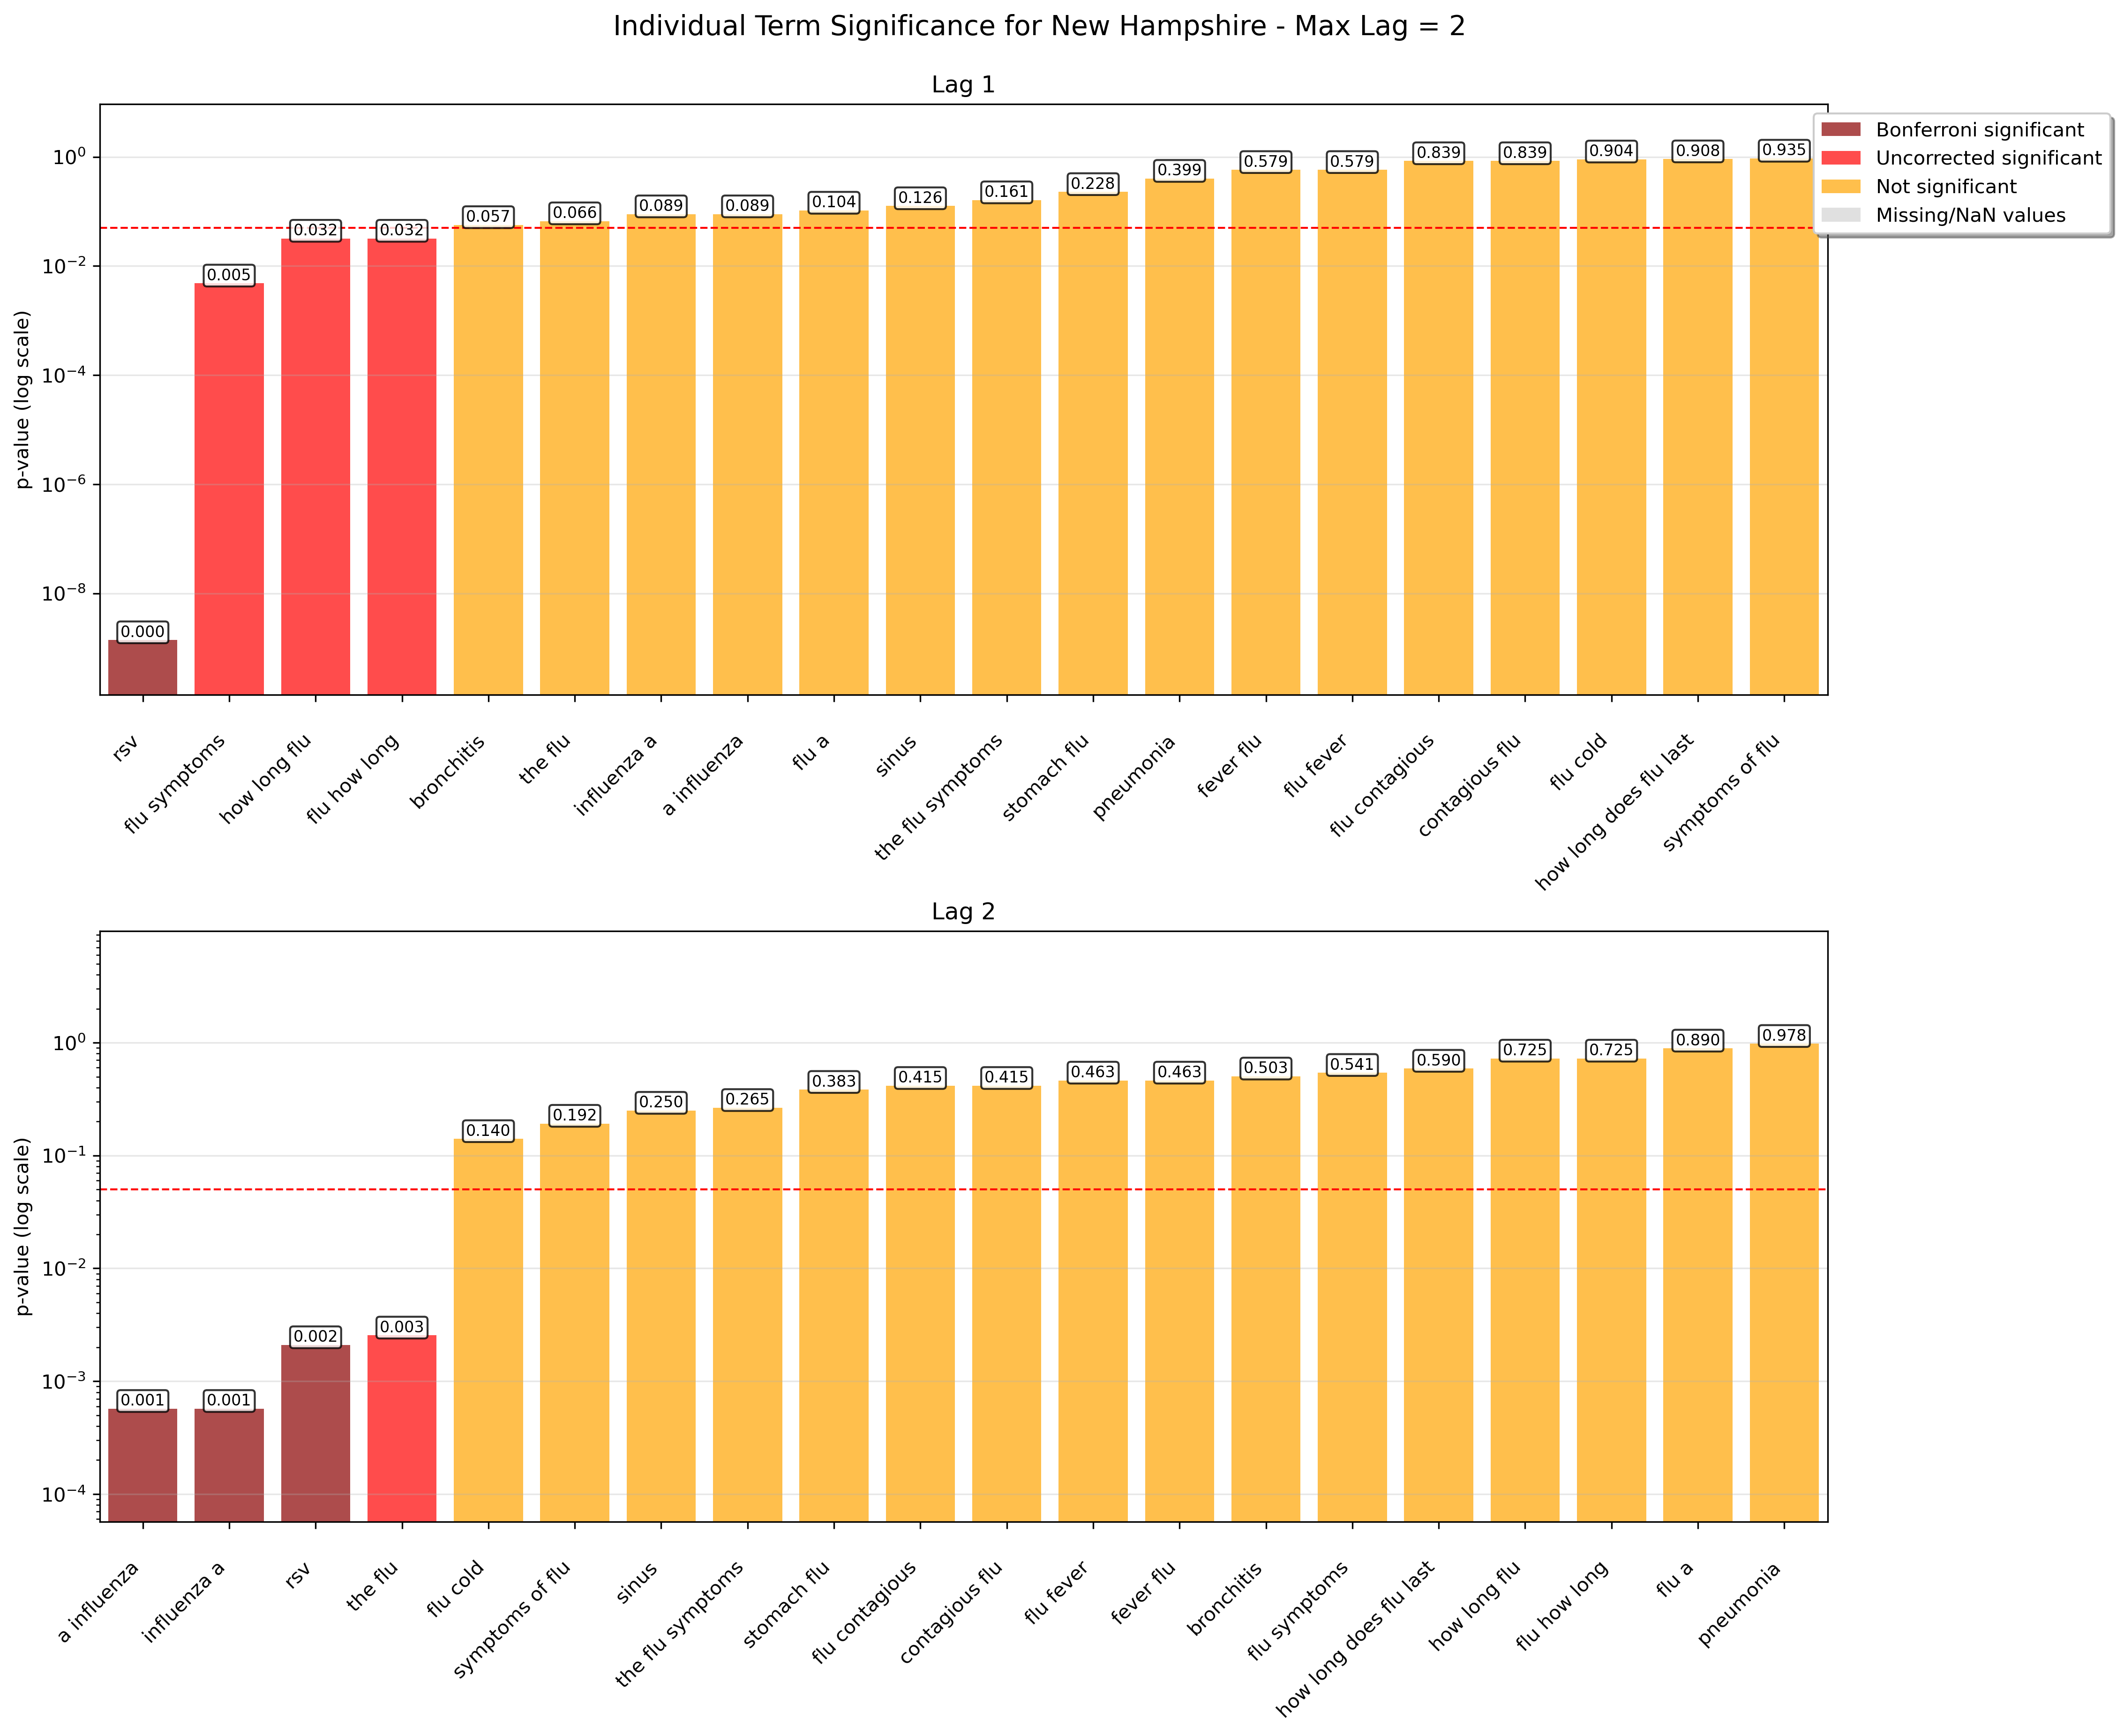 Individual Term Significance for New Hampshire - Max Lag = 2
Lag 1
p-value (log scale)
10⁰
10⁻²
10⁻⁴
10⁻⁶
10⁻⁸
0.000
0.005
0.032
0.032
0.057
0.066
0.089
0.089
0.104
0.126
0.161
0.228
0.399
0.579
0.579
0.839
0.839
0.904
0.908
0.935
Bonferroni significant
Uncorrected significant
Not significant
Missing/NaN values
rsv
flu symptoms
how long flu
flu how long
bronchitis
the flu
influenza a
a influenza
flu a
sinus
the flu symptoms
stomach flu
pneumonia
fever flu
flu fever
flu contagious
contagious flu
flu cold
how long does flu last
symptoms of flu
Lag 2
p-value (log scale)
10⁰
10⁻¹
10⁻²
10⁻³
10⁻⁴
0.001
0.001
0.002
0.003
0.140
0.192
0.250
0.265
0.383
0.415
0.415
0.463
0.463
0.503
0.541
0.590
0.725
0.725
0.890
0.978
a influenza
influenza a
rsv
the flu
flu cold
symptoms of flu
sinus
the flu symptoms
stomach flu
flu contagious
contagious flu
flu fever
fever flu
bronchitis
flu symptoms
how long does flu last
how long flu
flu how long
flu a
pneumonia